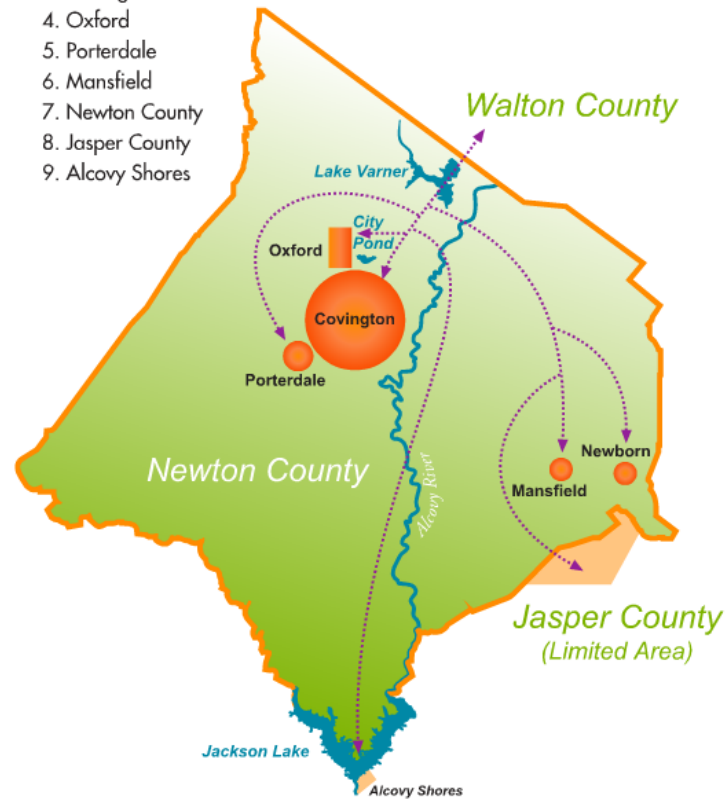 4. Oxford
5. Porterdale
6. Mansfield
7. Newton County
8. Jasper County
9. Alcovy Shores
Walton County
Lake Varner
City
Pond
Oxford
Covington
Porterdale
Newborn
Newton County
Mansfield
Alcovy River
Jasper County
(Limited Area)
Jackson Lake
Alcovy Shores